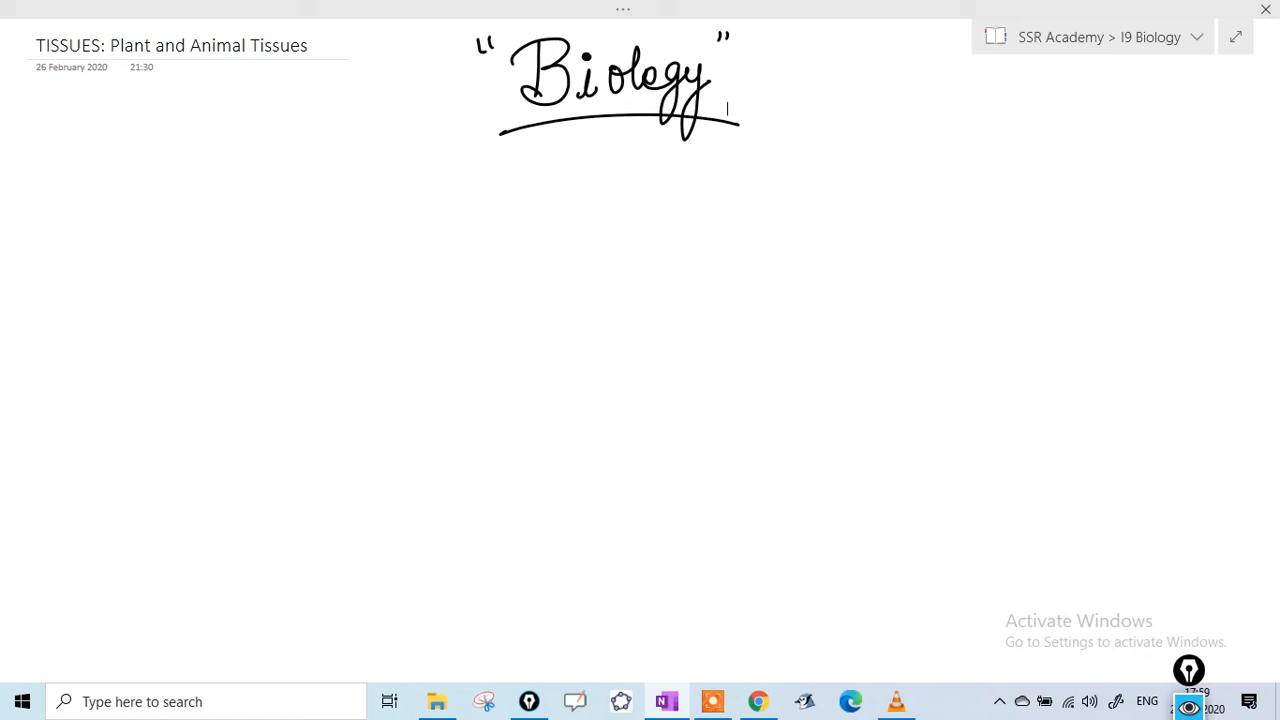 TISSUES: Plant and Animal Tissues
26 February 2020 21:30
"Biology"
SSR Academy > I9 Biology
Activate Windows
Go to Settings to activate Windows.
Type here to search
ENG